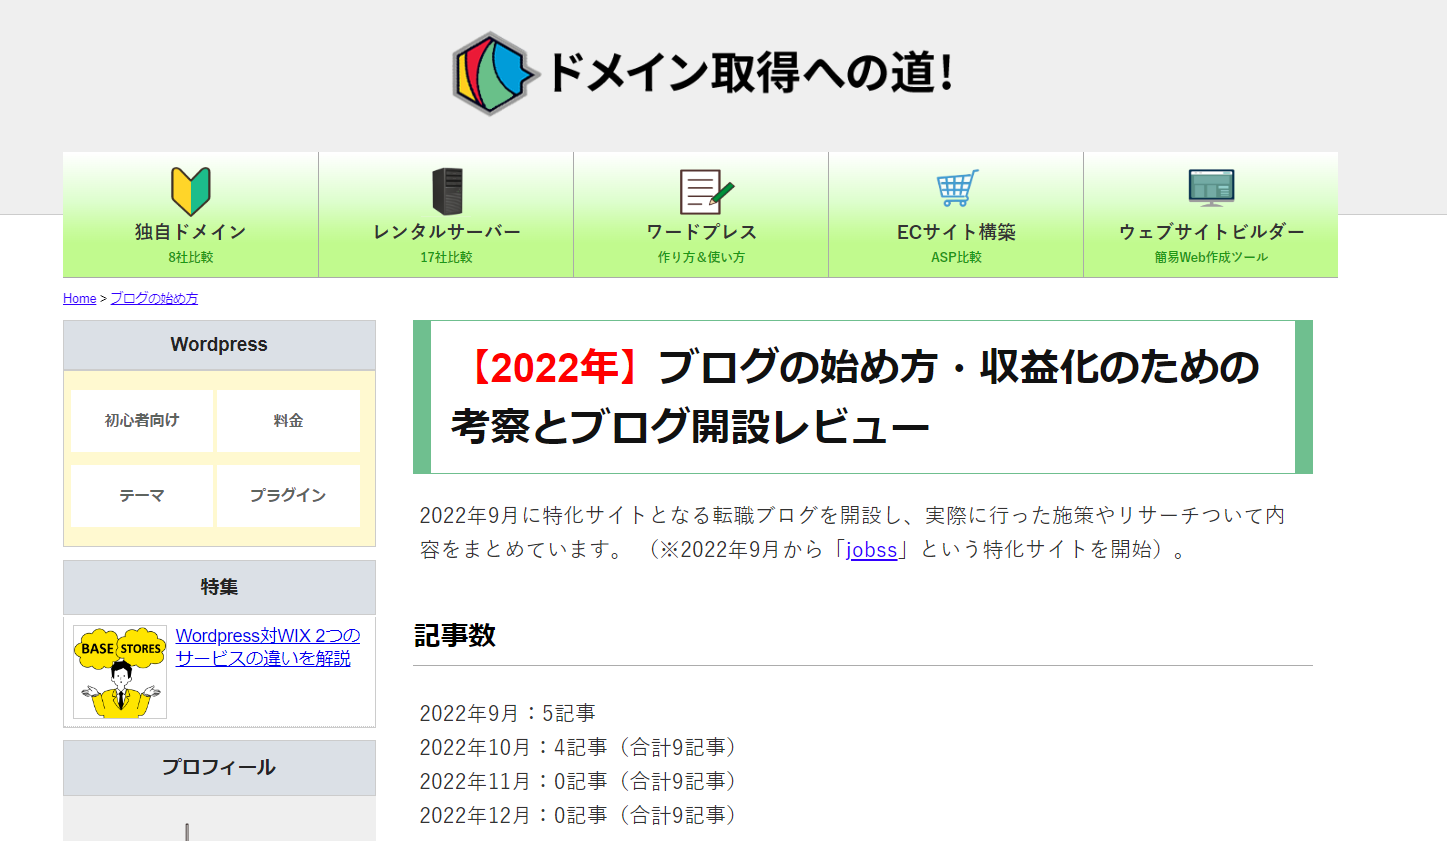 ドメイン取得への道!
独自ドメイン
8社比較
レンタルサーバー
17社比較
ワードプレス
作り方＆使い方
ECサイト構築
ASP比較
ウェブサイトビルダー
簡易Web作成ツール
Home > ブログの始め方
Wordpress
初心者向け
料金
テーマ
プラグイン
特集
BASE STORES
Wordpress対WIX 2つの
サービスの違いを解説
プロフィール
【2022年】ブログの始め方・収益化のための
考察とブログ開設レビュー
2022年9月に特化サイトとなる転職ブログを開設し、実際に行った施策やリサーチついて内
容をまとめています。 （※2022年9月から「jobss」という特化サイトを開始）。
記事数
2022年9月：5記事
2022年10月：4記事（合計9記事）
2022年11月：0記事（合計9記事）
2022年12月：0記事（合計9記事）